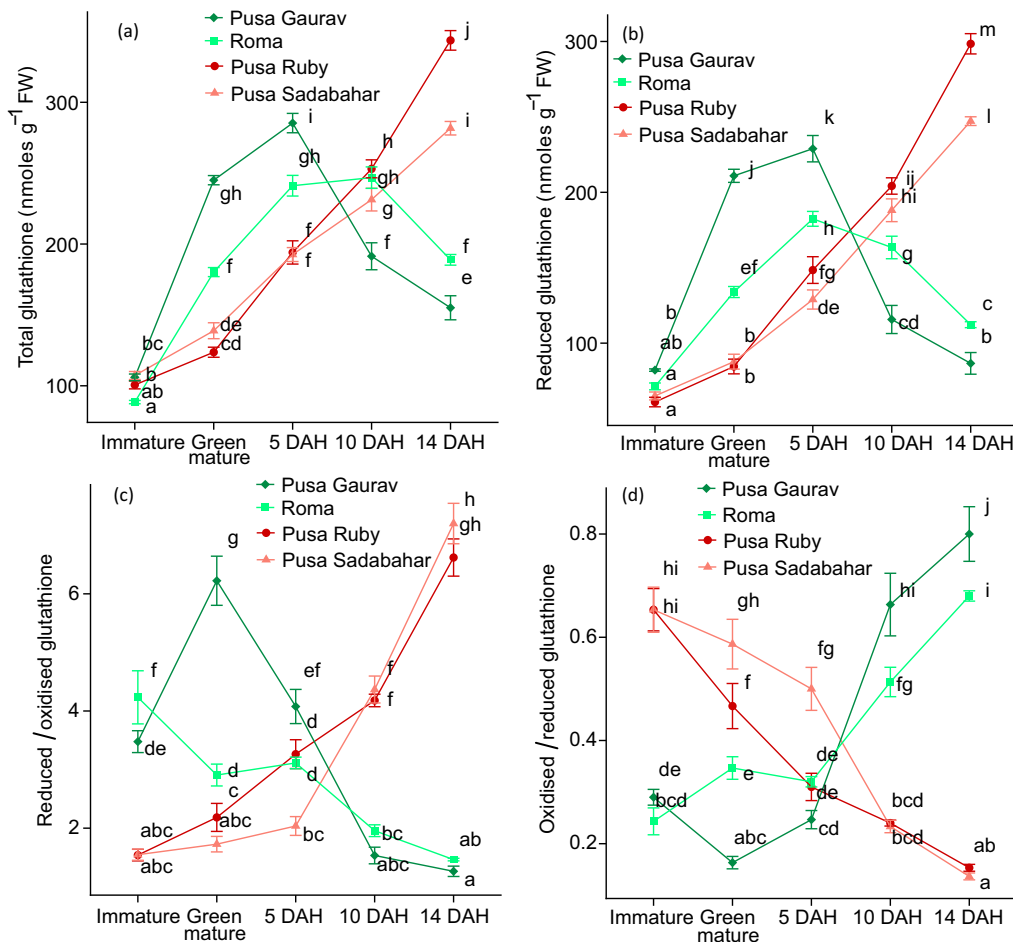 (a)
Pusa Gaurav
Roma
Pusa Ruby
Pusa Sadabahar
Total glutathione (nmoles g⁻¹ FW)
300
200
100
j
i
i
h
gh
gh
gh
g
f
f
f
f
f
e
de
cd
bc
b
ab
a
Immature Green mature 5 DAH 10 DAH 14 DAH
(b)
Pusa Gaurav
Roma
Pusa Ruby
Pusa Sadabahar
Reduced glutathione (nmoles g⁻¹ FW)
300
200
100
m
l
k
j
ij
hi
h
g
fg
ef
de
cd
c
b
b
b
b
ab
a
a
Immature Green mature 5 DAH 10 DAH 14 DAH
(c)
Pusa Gaurav
Roma
Pusa Ruby
Pusa Sadabahar
Reduced / oxidised glutathione
6
4
2
h
gh
g
f
ef
f
f
de
d
d
d
c
abc
abc
abc
bc
bc
abc
ab
a
Immature Green mature 5 DAH 10 DAH 14 DAH
(d)
Pusa Gaurav
Roma
Pusa Ruby
Pusa Sadabahar
Oxidised / reduced glutathione
0.8
0.6
0.4
0.2
j
hi
hi
gh
fg
hi
i
f
fg
de
bcd
e
de
de
abc
cd
bcd
bcd
ab
a
Immature Green mature 5 DAH 10 DAH 14 DAH